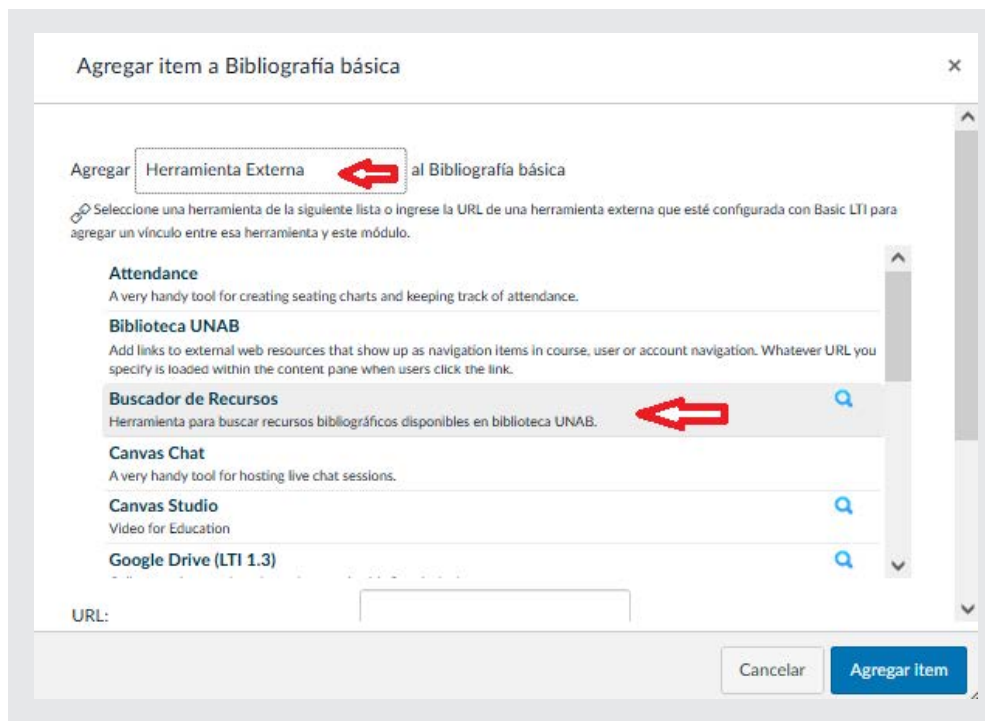 Agregar item a Bibliografía básica
×
Agregar Herramienta Externa al Bibliografía básica
Seleccione una herramienta de la siguiente lista o ingrese la URL de una herramienta externa que esté configurada con Basic LTI para
agregar un vínculo entre esa herramienta y este módulo.
Attendance
A very handy tool for creating seating charts and keeping track of attendance.
Biblioteca UNAB
Add links to external web resources that show up as navigation items in course, user or account navigation. Whatever URL you
specify is loaded within the content pane when users click the link.
Buscador de Recursos
Herramienta para buscar recursos bibliográficos disponibles en biblioteca UNAB.
Canvas Chat
A very handy tool for hosting live chat sessions.
Canvas Studio
Video for Education
Google Drive (LTI 1.3)
URL:
Cancelar
Agregar item